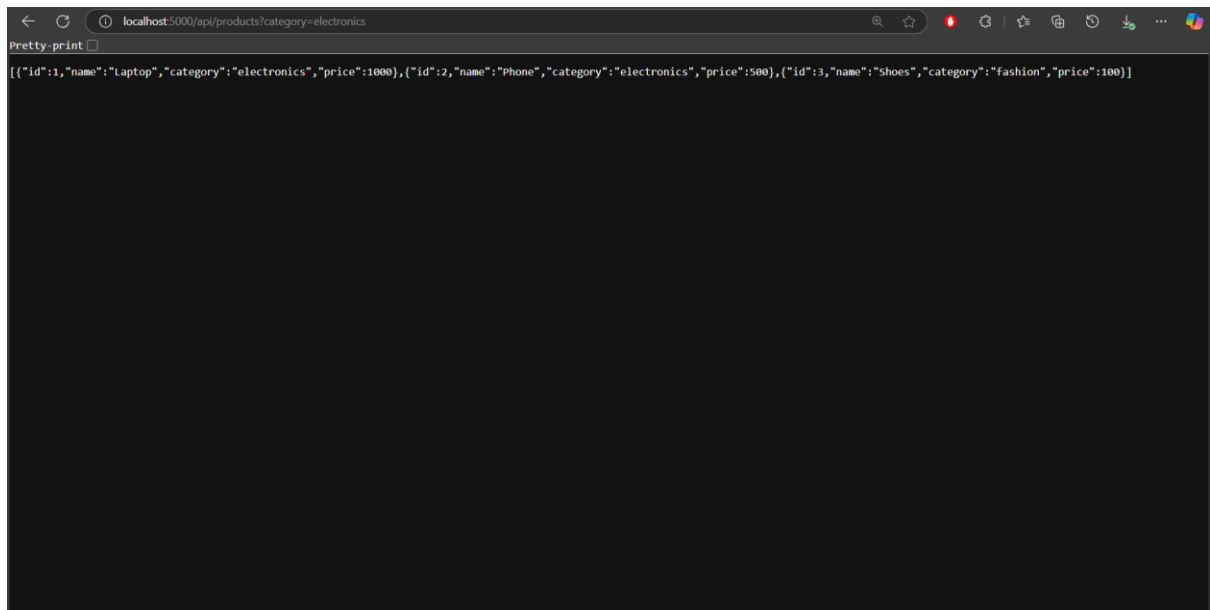 localhost:5000/api/products?category=electronics
Pretty-print
[{"id":1,"name":"Laptop","category":"electronics","price":1000},{"id":2,"name":"Phone","category":"electronics","price":500},{"id":3,"name":"Shoes","category":"fashion","price":100}]